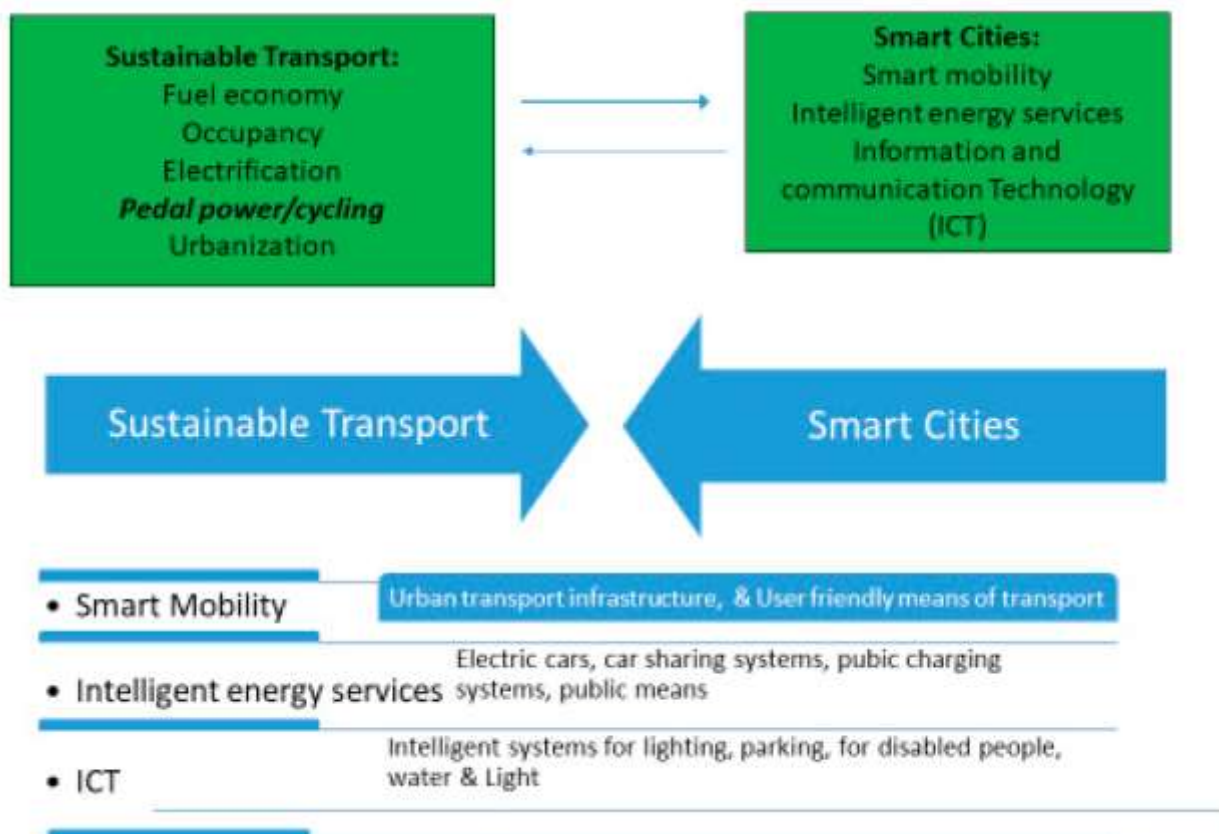 Sustainable Transport:
Fuel economy
Occupancy
Electrification
Pedal power/cycling
Urbanization
Smart Cities:
Smart mobility
Intelligent energy services
Information and
communication Technology
(ICT)
Sustainable Transport
Smart Cities
• Smart Mobility
Urban transport infrastructure, & User friendly means of transport
• Intelligent energy services
Electric cars, car sharing systems, pubic charging
systems, public means
• ICT
Intelligent systems for lighting, parking, for disabled people,
water & Light